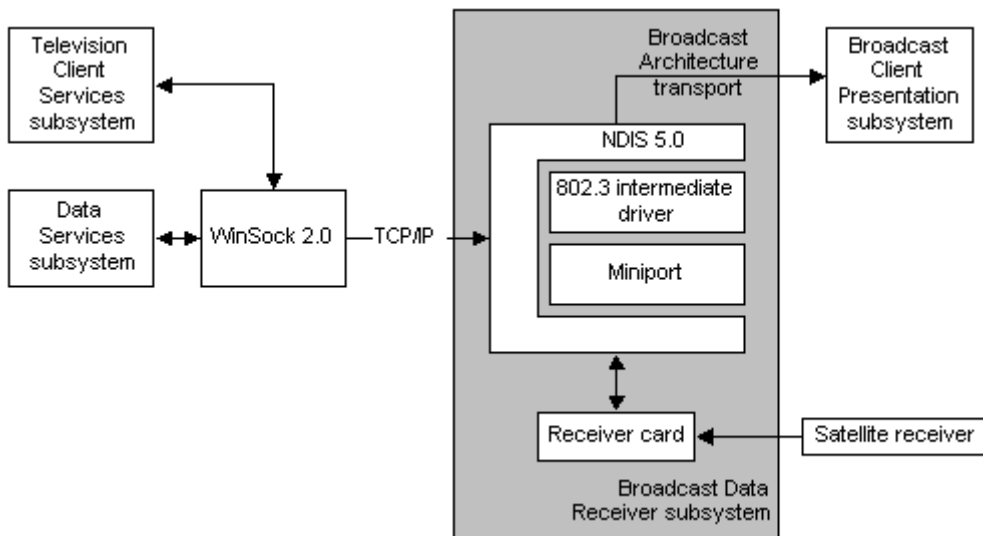 Television
Client
Services
subsystem
Data
Services
subsystem
WinSock 2.0
TCP/IP
Broadcast
Architecture
transport
NDIS 5.0
802.3 intermediate
driver
Miniport
Receiver card
Broadcast Data
Receiver subsystem
Broadcast
Client
Presentation
subsystem
Satellite receiver